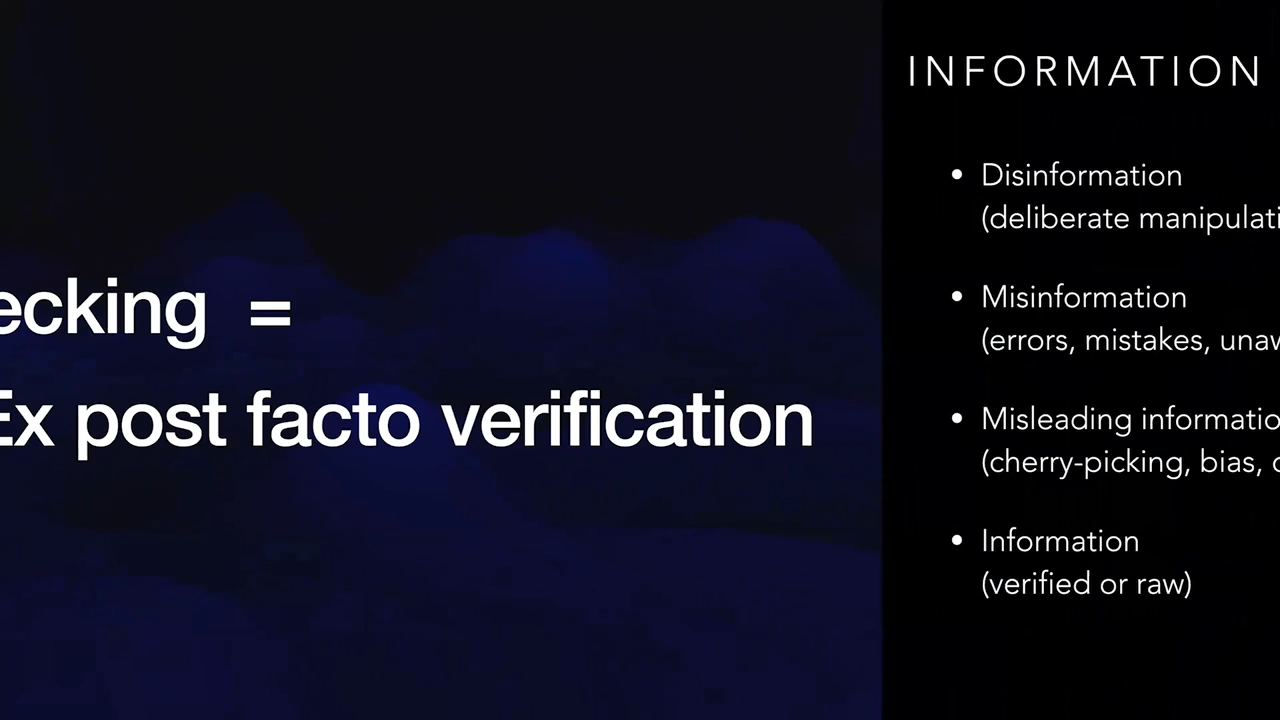 ecking =
Ex post facto verification
INFORMATION
• Disinformation
(deliberate manipulati
• Misinformation
(errors, mistakes, unaw
• Misleading informatio
(cherry-picking, bias,
• Information
(verified or raw)